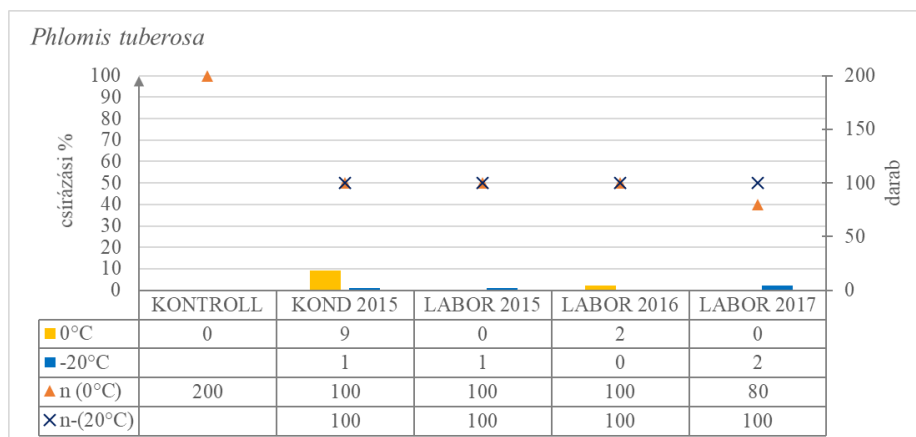 Phlomis tuberosa
csírázási %
100
90
80
70
60
50
40
30
20
10
0
200
150
100
50
0
darab
KONTROLL KOND 2015 LABOR 2015 LABOR 2016 LABOR 2017
0°C 0 9 0 2 0
-20°C 1 1 0 2
n (0°C) 200 100 100 100 80
n-(20°C) 100 100 100 100